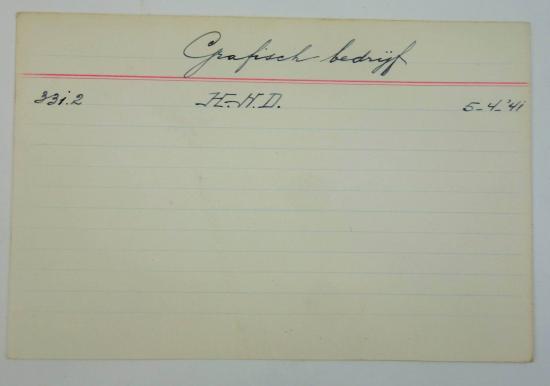 Grafisch bedrijf
331.2 H.H.D. 5-4-'41